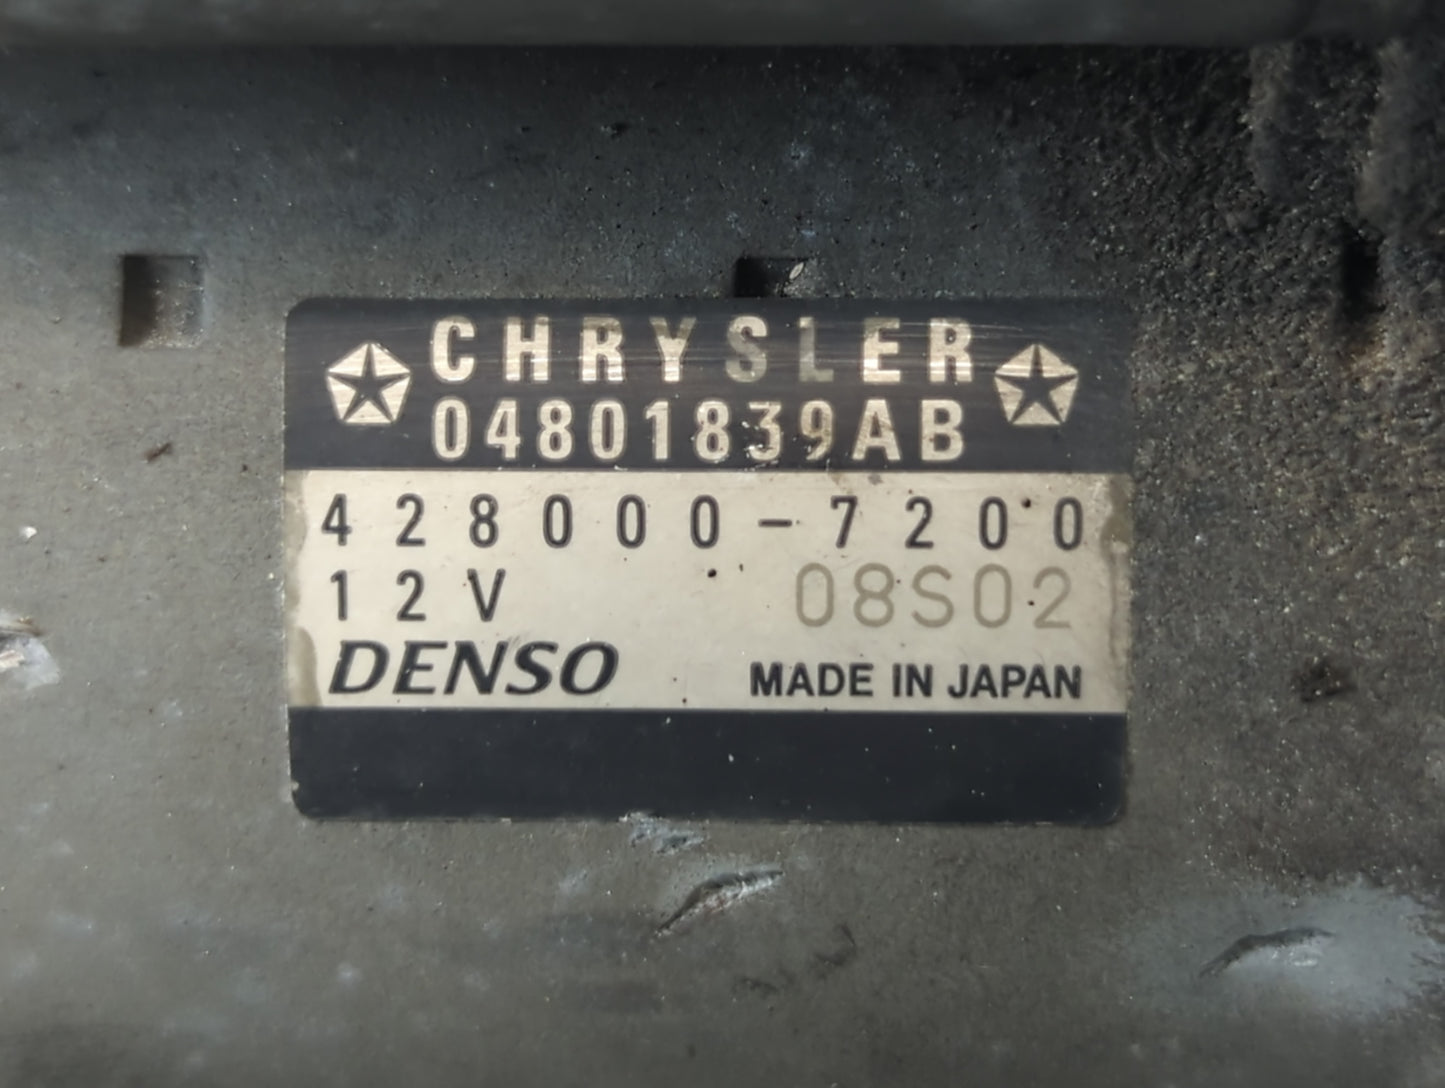 CHRYSLER
04801839AB
428000-7200
12V 08S02
DENSO MADE IN JAPAN